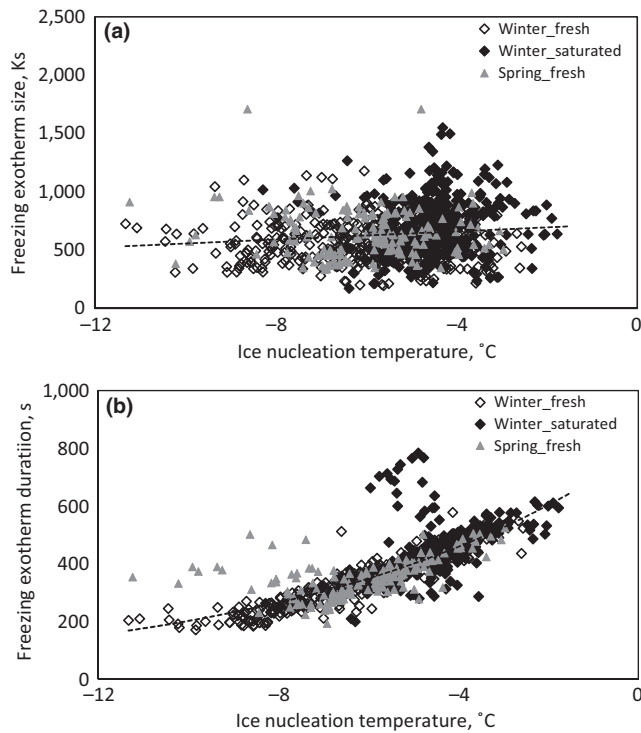 (a)
Winter_fresh
Winter_saturated
Spring_fresh
Freezing exotherm size, Ks
2,500
2,000
1,500
1,000
500
0
−12
−8
−4
0
Ice nucleation temperature, ˚C
(b)
Winter_fresh
Winter_saturated
Spring_fresh
Freezing exotherm duratiion, s
1,000
800
600
400
200
0
−12
−8
−4
0
Ice nucleation temperature, ˚C